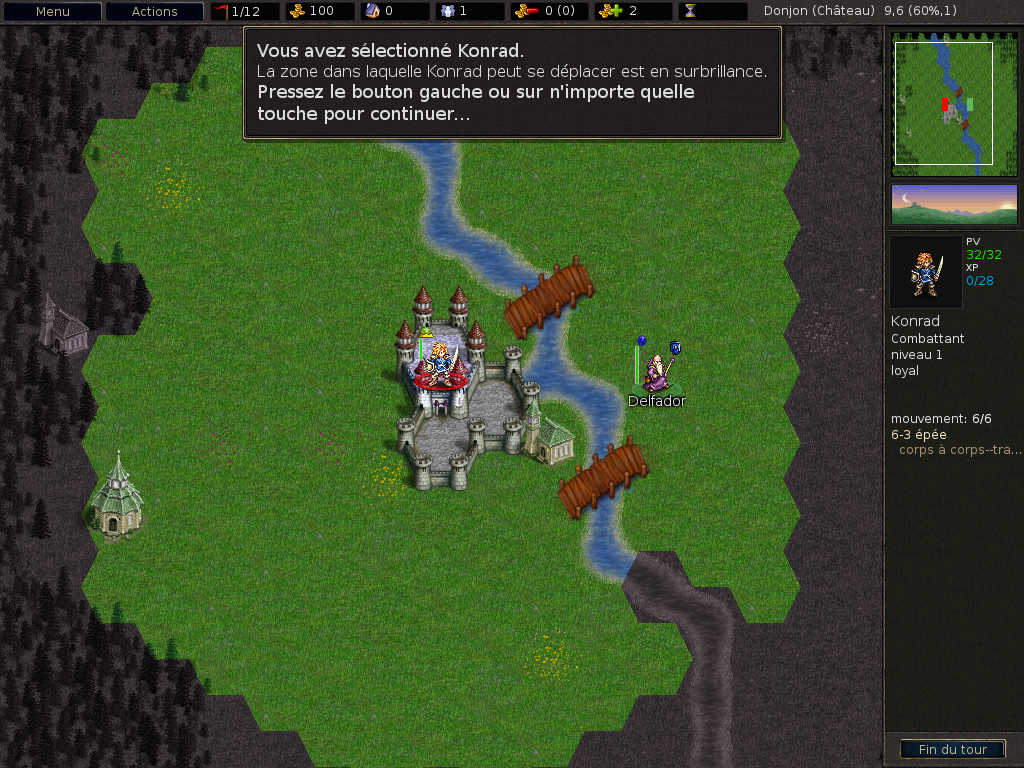 Menu Actions 1/12 100 0 1 0 (0) 2 Donjon (Château) 9,6 (60%,1)
Vous avez sélectionné Konrad.
La zone dans laquelle Konrad peut se déplacer est en surbrillance.
Pressez le bouton gauche ou sur n'importe quelle
touche pour continuer...
Delfador
PV
32/32
XP
0/28
Konrad
Combattant
niveau 1
loyal
mouvement: 6/6
6-3 épée
corps à corps--tra...
Fin du tour